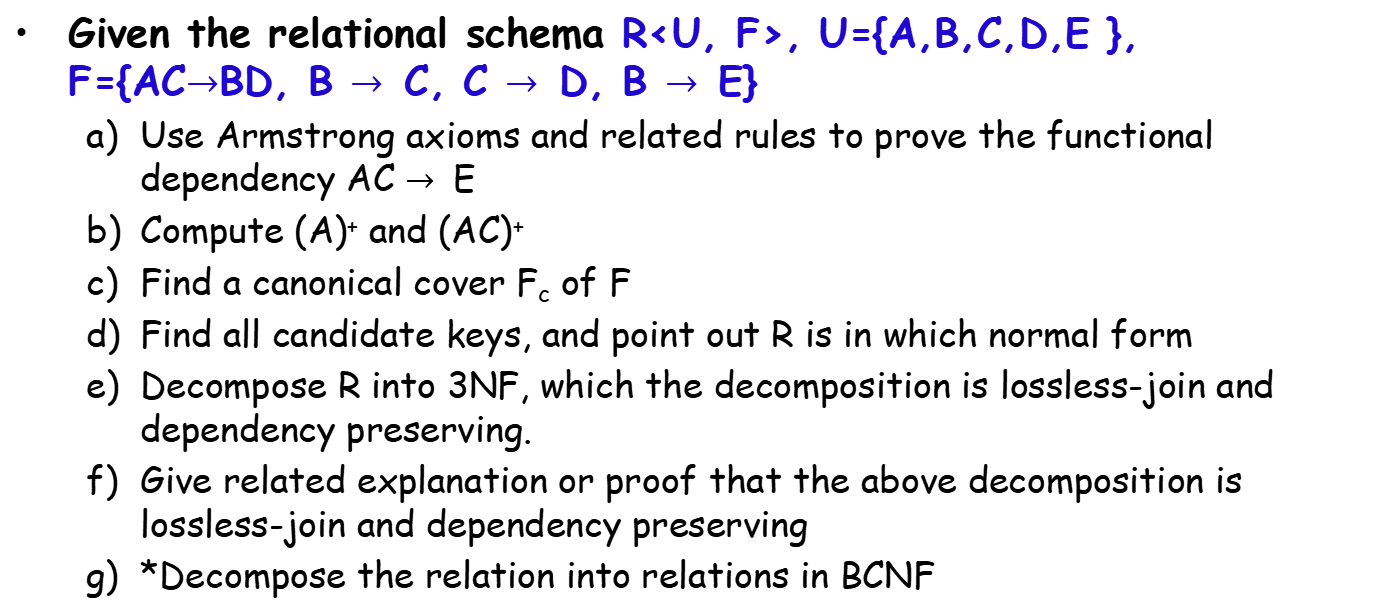 • Given the relational schema R<U, F>, U={A,B,C,D,E },
F={AC→BD, B → C, C → D, B → E}
a) Use Armstrong axioms and related rules to prove the functional
dependency AC → E
b) Compute (A)⁺ and (AC)⁺
c) Find a canonical cover F꜀ of F
d) Find all candidate keys, and point out R is in which normal form
e) Decompose R into 3NF, which the decomposition is lossless-join and
dependency preserving.
f) Give related explanation or proof that the above decomposition is
lossless-join and dependency preserving
g) *Decompose the relation into relations in BCNF